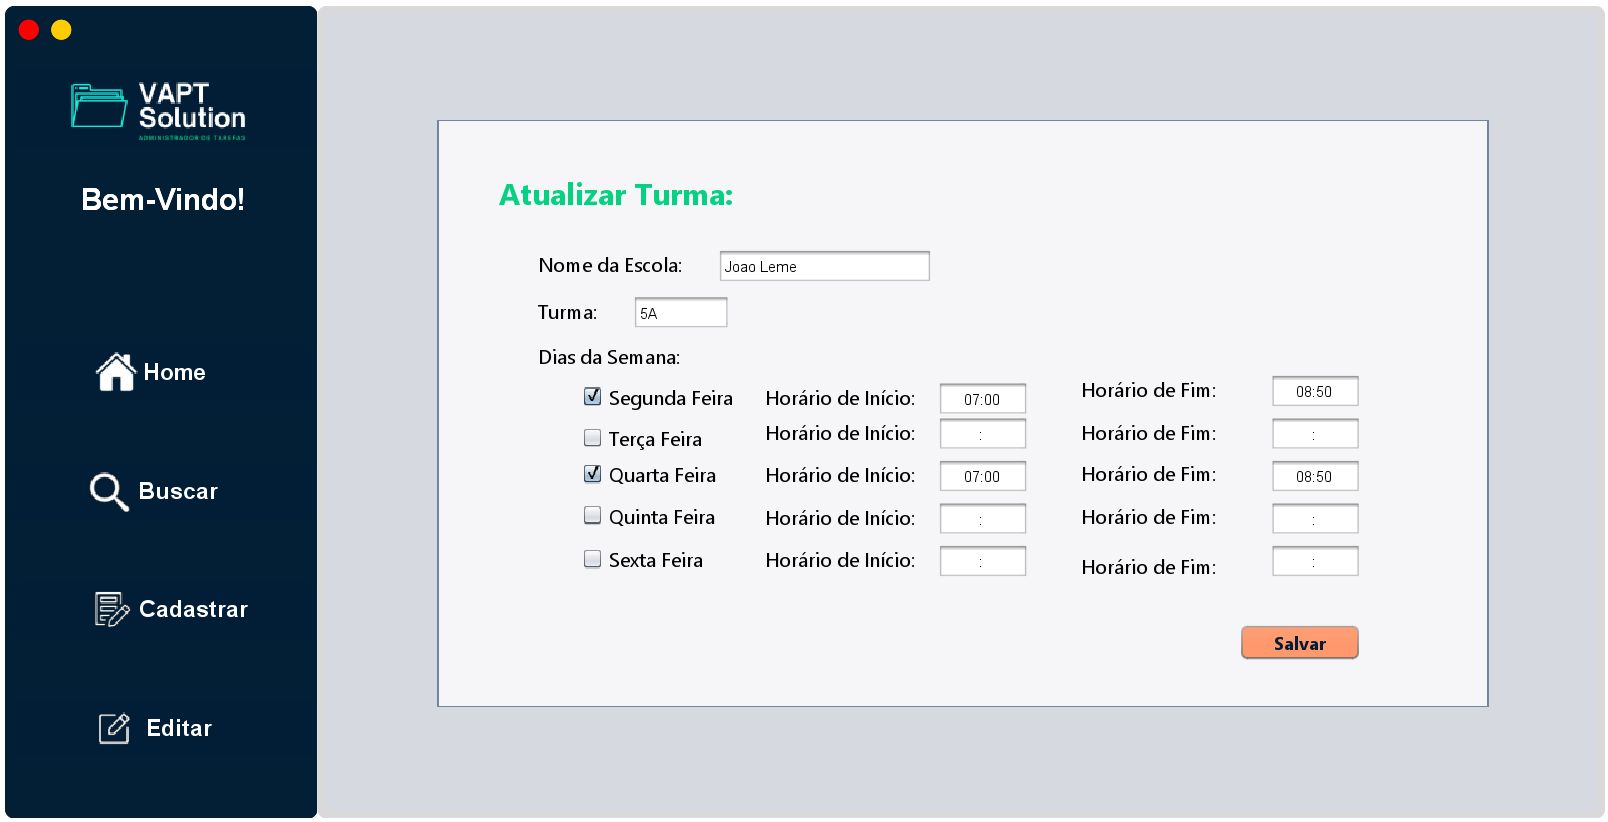 VAPT
Solution
ADMINISTRADOR DE TAREFAS
Bem-Vindo!
Home
Buscar
Cadastrar
Editar
Atualizar Turma:
Nome da Escola: Joao Leme
Turma: 5A
Dias da Semana:
Segunda Feira Horário de Início: 07:00 Horário de Fim: 08:50
Terça Feira Horário de Início: : Horário de Fim: :
Quarta Feira Horário de Início: 07:00 Horário de Fim: 08:50
Quinta Feira Horário de Início: : Horário de Fim: :
Sexta Feira Horário de Início: : Horário de Fim: :
Salvar